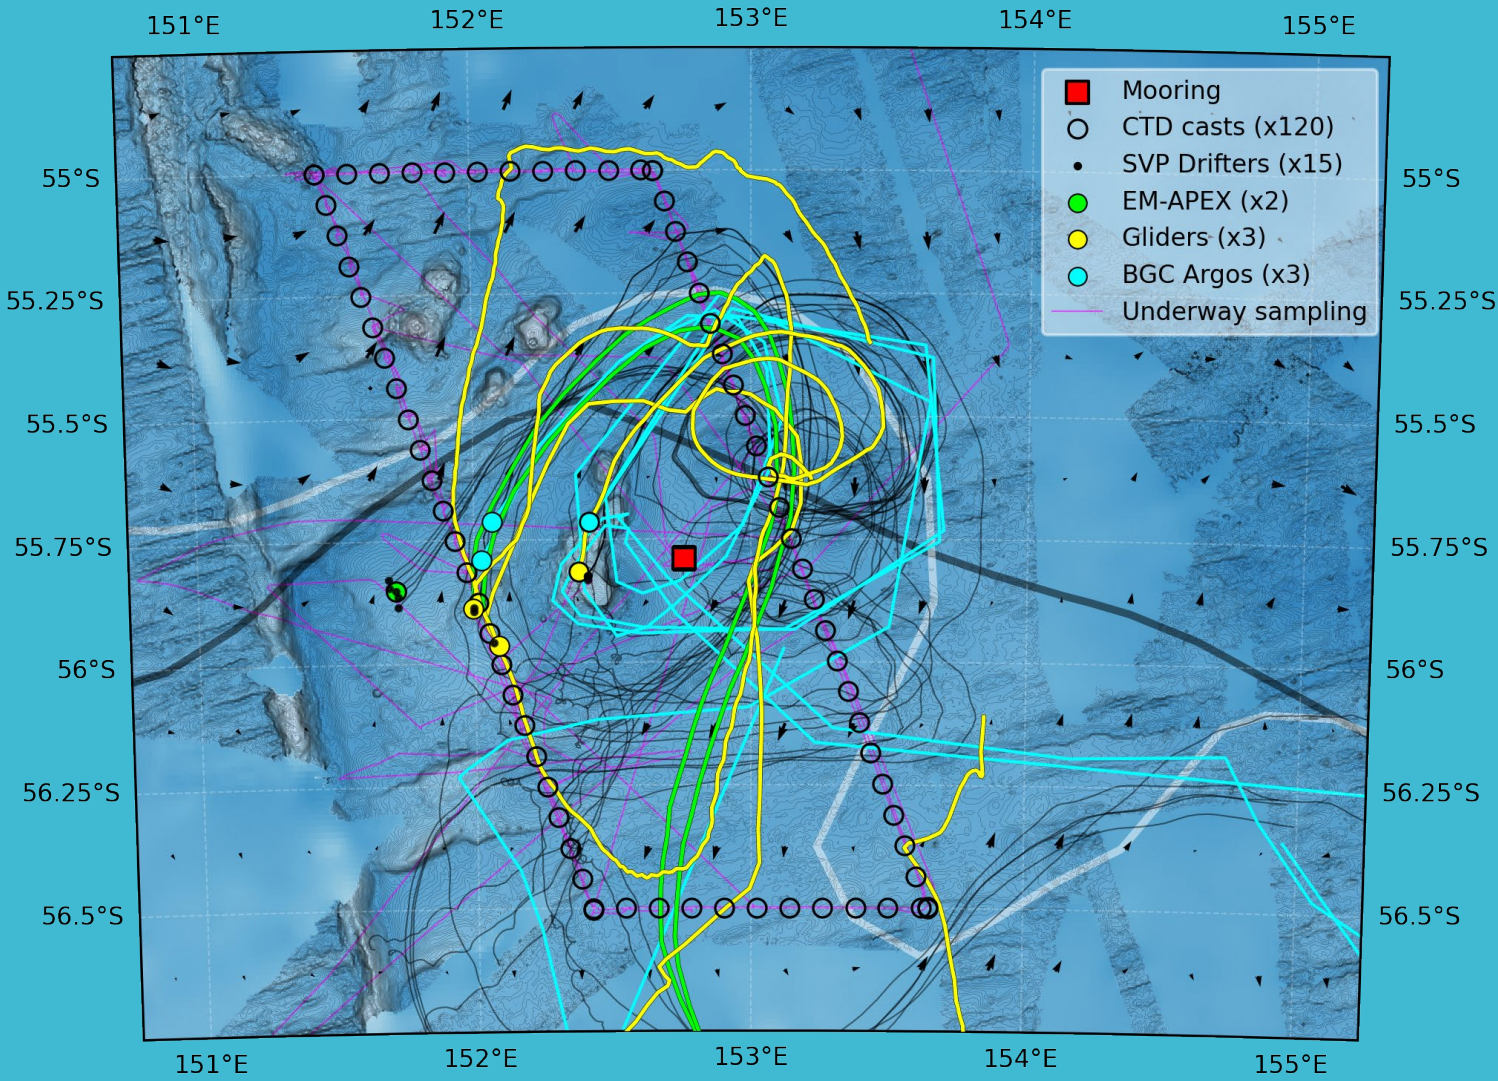 151°E
152°E
153°E
154°E
155°E
Mooring
CTD casts (x120)
SVP Drifters (x15)
EM-APEX (x2)
Gliders (x3)
BGC Argos (x3)
Underway sampling
55°S
55.25°S
55.5°S
55.75°S
56°S
56.25°S
56.5°S
55°S
55.25°S
55.5°S
55.75°S
56°S
56.25°S
56.5°S
151°E
152°E
153°E
154°E
155°E